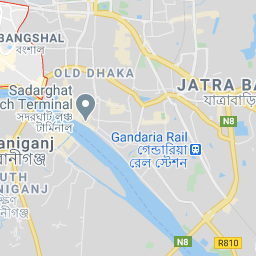 BANGSHAL
বংশাল
OLD DHAKA
Sadarghat
ch Terminal
সদরঘাট লঞ্চ
টার্মিনাল
JATRA BA
যাত্রাবাড়ি
N8
aniganj
রানীগঞ্জ
Gandaria Rail
গেন্ডারিয়া
রেল স্টেশন
UTH
NIGANJ
ক্ষিণ
ণীগঞ্জ
N8
R810